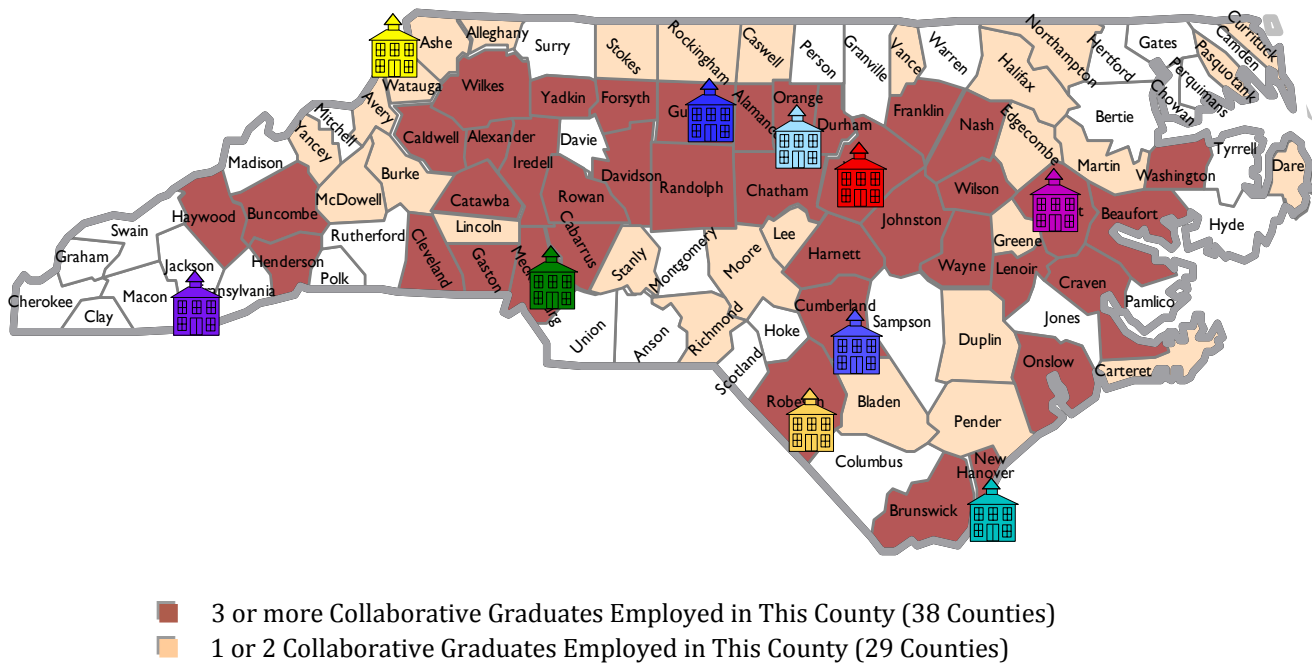 Ashe
Alleghany
Surry
Stokes
Rockingham
Caswell
Person
Granville
Vance
Warren
Northampton
Hertford
Gates
Currituck
Camden
Pasquotank
Perquimans
Chowan
Halifax
Bertie
Watauga
Wilkes
Yadkin
Forsyth
Gu
Alamance
Orange
Durham
Franklin
Nash
Edgecombe
Martin
Washington
Tyrrell
Dare
Avery
Mitchell
Yancey
Caldwell
Alexander
Davie
Iredell
Davidson
Randolph
Chatham
Wilson
Beaufort
Hyde
Madison
Burke
McDowell
Catawba
Rowan
Johnston
Greene
Haywood
Buncombe
Swain
Graham
Rutherford
Lincoln
Cabarrus
Stanly
Montgomery
Moore
Lee
Harnett
Wayne
Lenoir
Craven
Pamlico
Jackson
Henderson
Polk
Cleveland
Gaston
Cherokee
Macon
Clay
Union
Anson
Richmond
Hoke
Scotland
Cumberland
Sampson
Duplin
Jones
Onslow
Carteret
Bladen
Pender
Columbus
New
Hanover
Brunswick
3 or more Collaborative Graduates Employed in This County (38 Counties)
1 or 2 Collaborative Graduates Employed in This County (29 Counties)